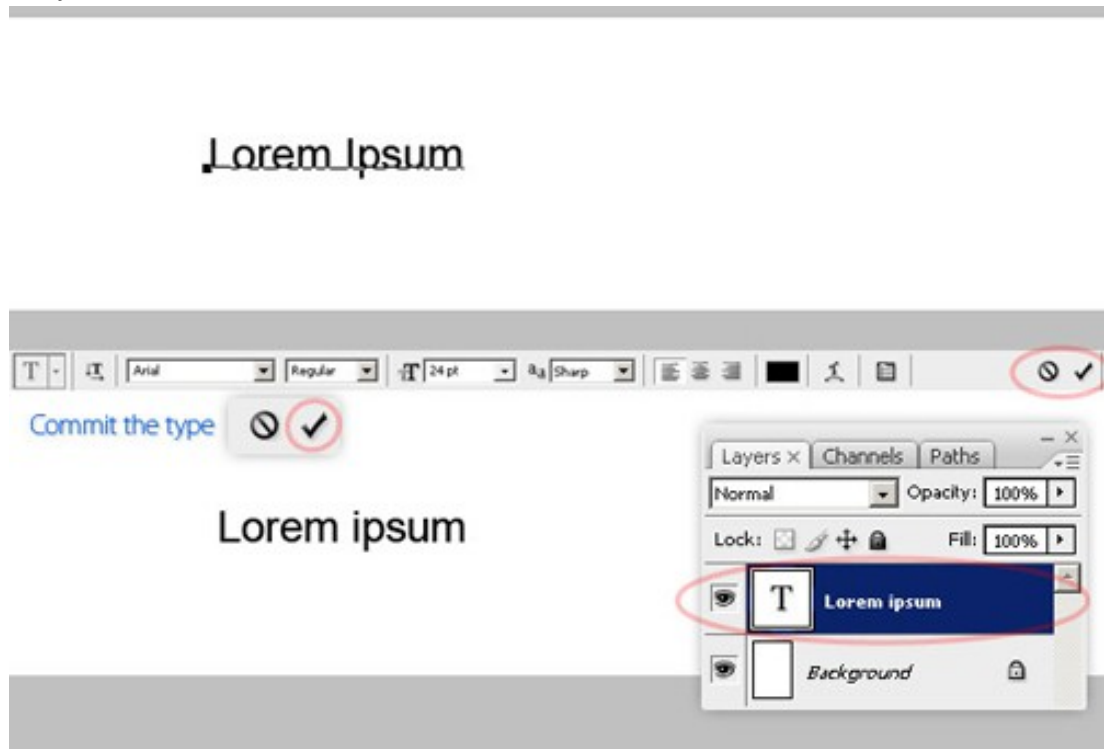 Lorem Ipsum
T T Arial Regular T 24 pt aa Sharp
Commit the type
Layers × Channels Paths
Normal Opacity: 100%
Lorem ipsum
Lock: Fill: 100%
T Lorem ipsum
Background